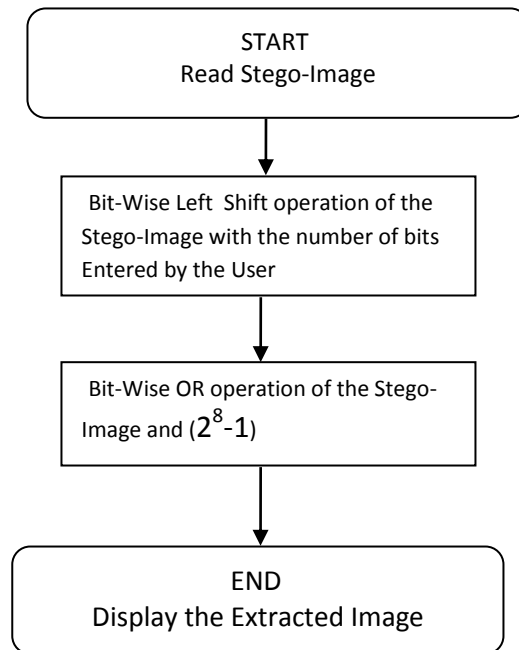 START
Read Stego-Image
Bit-Wise Left Shift operation of the
Stego-Image with the number of bits
Entered by the User
Bit-Wise OR operation of the Stego-
Image and (2⁸-1)
END
Display the Extracted Image